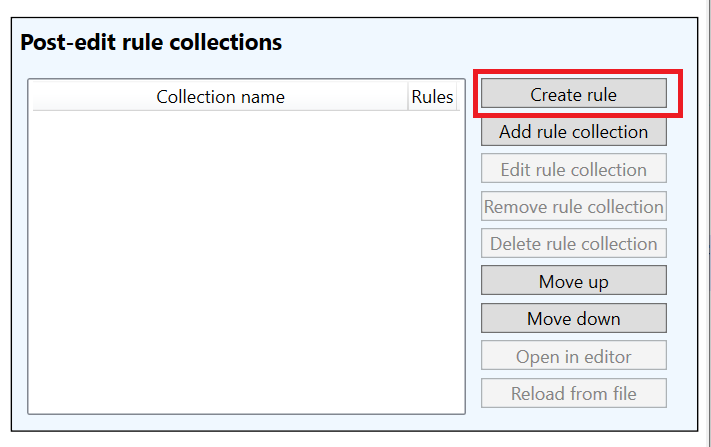 Post-edit rule collections
Collection name Rules
Create rule
Add rule collection
Edit rule collection
Remove rule collection
Delete rule collection
Move up
Move down
Open in editor
Reload from file